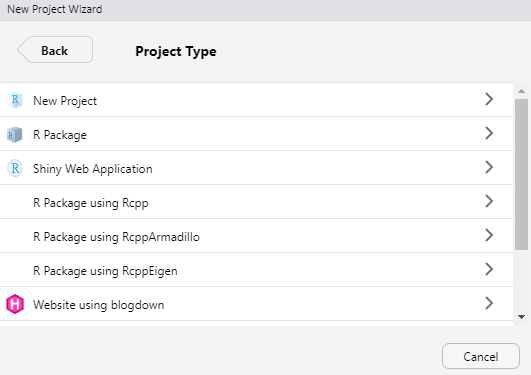 New Project Wizard
Back
Project Type
R New Project
R R Package
R Shiny Web Application
R Package using Rcpp
R Package using RcppArmadillo
R Package using RcppEigen
H Website using blogdown
Cancel